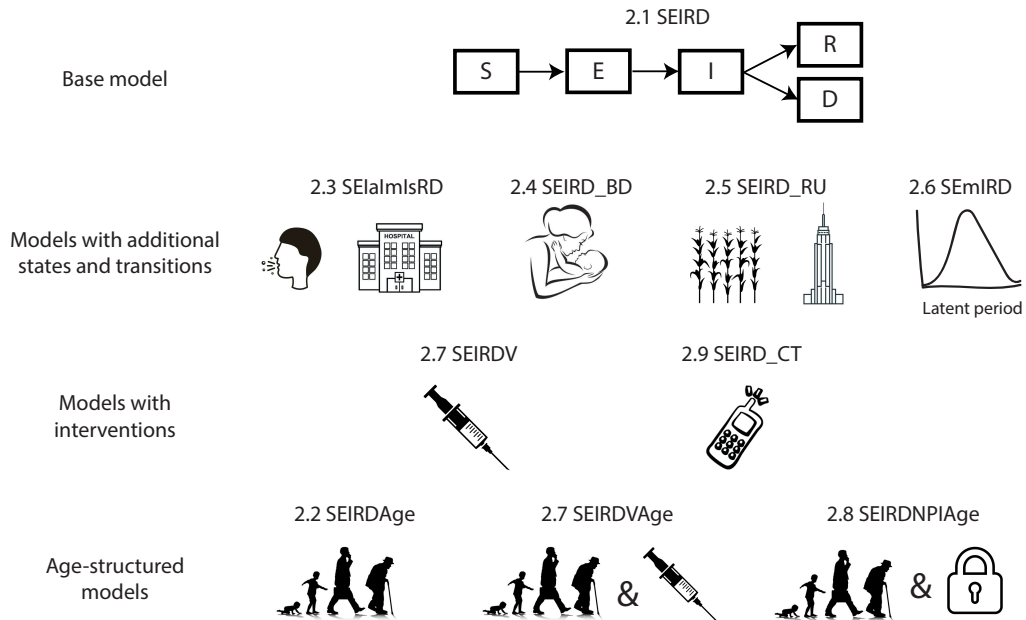 2.1 SEIRD
Base model
S
E
I
R
D
2.3 SEIaImIsRD
2.4 SEIRD_BD
2.5 SEIRD_RU
2.6 SEmIRD
Models with additional
states and transitions
HOSPITAL
Latent period
2.7 SEIRDV
2.9 SEIRD_CT
Models with
interventions
2.2 SEIRDAge
2.7 SEIRDVAge
2.8 SEIRDNPIAge
Age-structured
models
&
&